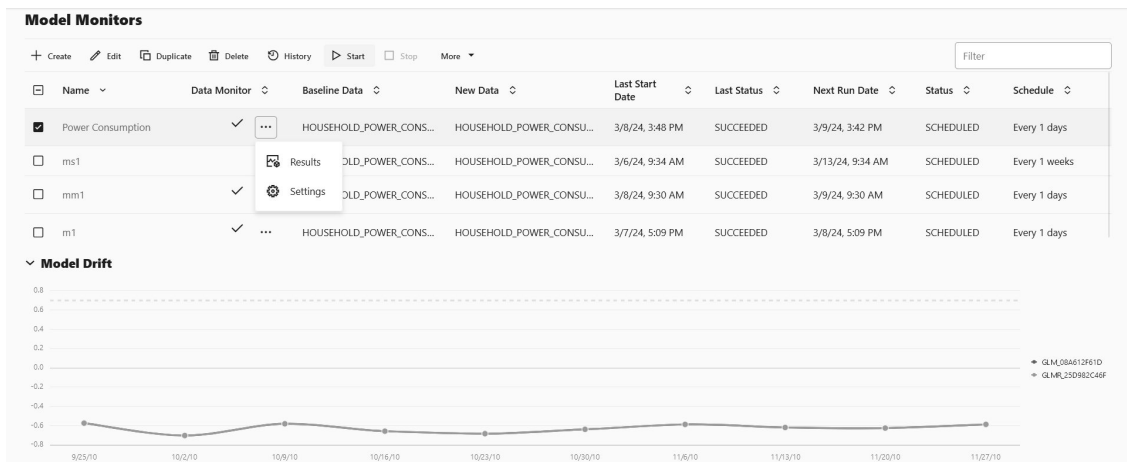 Model Monitors
Create Edit Duplicate Delete History Start Stop More Filter
Name Data Monitor Baseline Data New Data Last Start Date Last Status Next Run Date Status Schedule
Power Consumption ... HOUSEHOLD_POWER_CONS... HOUSEHOLD_POWER_CONSU... 3/8/24, 3:48 PM SUCCEEDED 3/9/24, 3:42 PM SCHEDULED Every 1 days
ms1 OLD_POWER_CONS... HOUSEHOLD_POWER_CONSU... 3/6/24, 9:34 AM SUCCEEDED 3/13/24, 9:34 AM SCHEDULED Every 1 weeks
Results
Settings
mm1 OLD_POWER_CONS... HOUSEHOLD_POWER_CONSU... 3/8/24, 9:30 AM SUCCEEDED 3/9/24, 9:30 AM SCHEDULED Every 1 days
m1 ... HOUSEHOLD_POWER_CONS... HOUSEHOLD_POWER_CONSU... 3/7/24, 5:09 PM SUCCEEDED 3/8/24, 5:09 PM SCHEDULED Every 1 days
Model Drift
0.8
0.6
0.4
0.2
0.0
-0.2
-0.4
-0.6
-0.8
GLM_08A612F61D
GLMR_25D982C46F
9/25/10 10/2/10 10/9/10 10/16/10 10/23/10 10/30/10 11/6/10 11/13/10 11/20/10 11/27/10